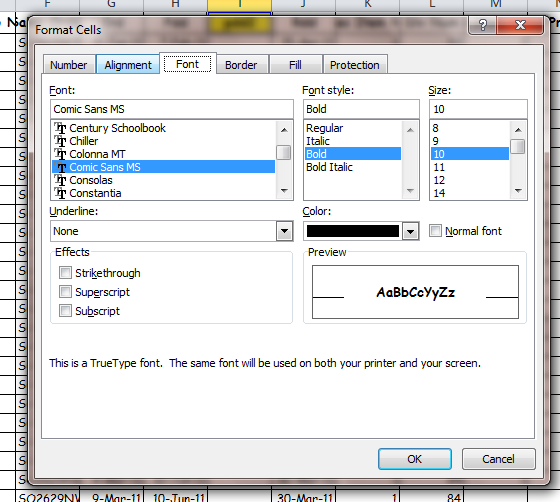 F G H I J K L M
Format Cells
Number Alignment Font Border Fill Protection
Font: Font style: Size:
Comic Sans MS Bold 10
Century Schoolbook Regular 8
Chiller Italic 9
Colonna MT Bold 10
Comic Sans MS Bold Italic 11
Consolas 12
Constantia 14
Underline: Color:
None Normal font
Effects Preview
Strikethrough
Superscript AaBbCcYyZz
Subscript
This is a TrueType font. The same font will be used on both your printer and your screen.
OK Cancel
SO2629NW 9-Mar-11 10-Jun-11 30-Mar-11 1 84